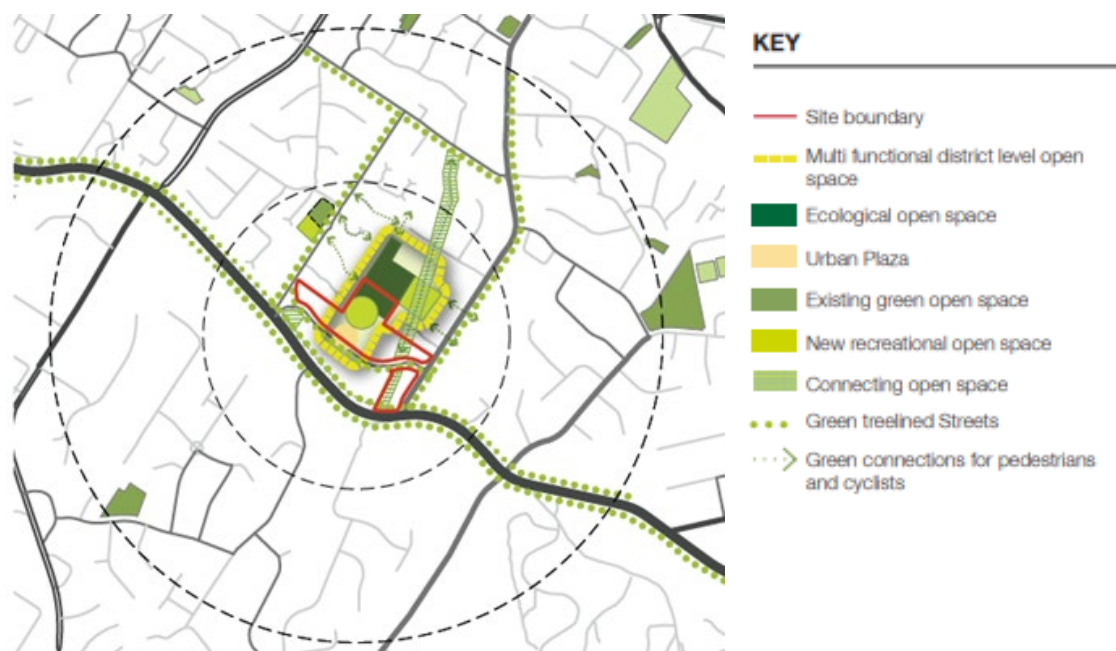 KEY
Site boundary
Multi functional district level open
space
Ecological open space
Urban Plaza
Existing green open space
New recreational open space
Connecting open space
Green treelined Streets
Green connections for pedestrians
and cyclists